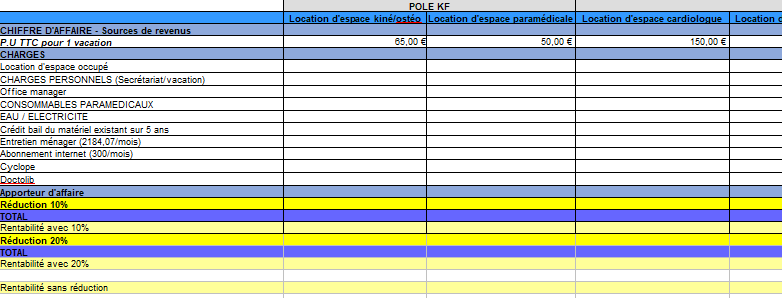 POLE KF
Location d'espace kiné/ostéo Location d'espace paramédicale Location d'espace cardiologue Location
CHIFFRE D'AFFAIRE - Sources de revenus
P.U TTC pour 1 vacation 65,00 € 50,00 € 150,00 €
CHARGES
Location d'espace occupé
CHARGES PERSONNELS (Secrétariat/vacation)
Office manager
CONSOMMABLES PARAMEDICAUX
EAU / ELECTRICITE
Crédit bail du matériel existant sur 5 ans
Entretien ménager (2184,07/mois)
Abonnement internet (300/mois)
Cyclope
Doctolib
Apporteur d'affaire
Réduction 10%
TOTAL
Rentabilité avec 10%
Réduction 20%
TOTAL
Rentabilité avec 20%
Rentabilité sans réduction